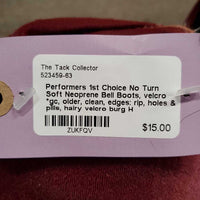 The Tack Collector
523459-63
Performers 1st Choice No Turn
Soft Neoprene Bell Boots, velcro
*gc, older, clean, edges: rip, holes &
pills, hairy velcro burg H
ZUKFQV
$15.00